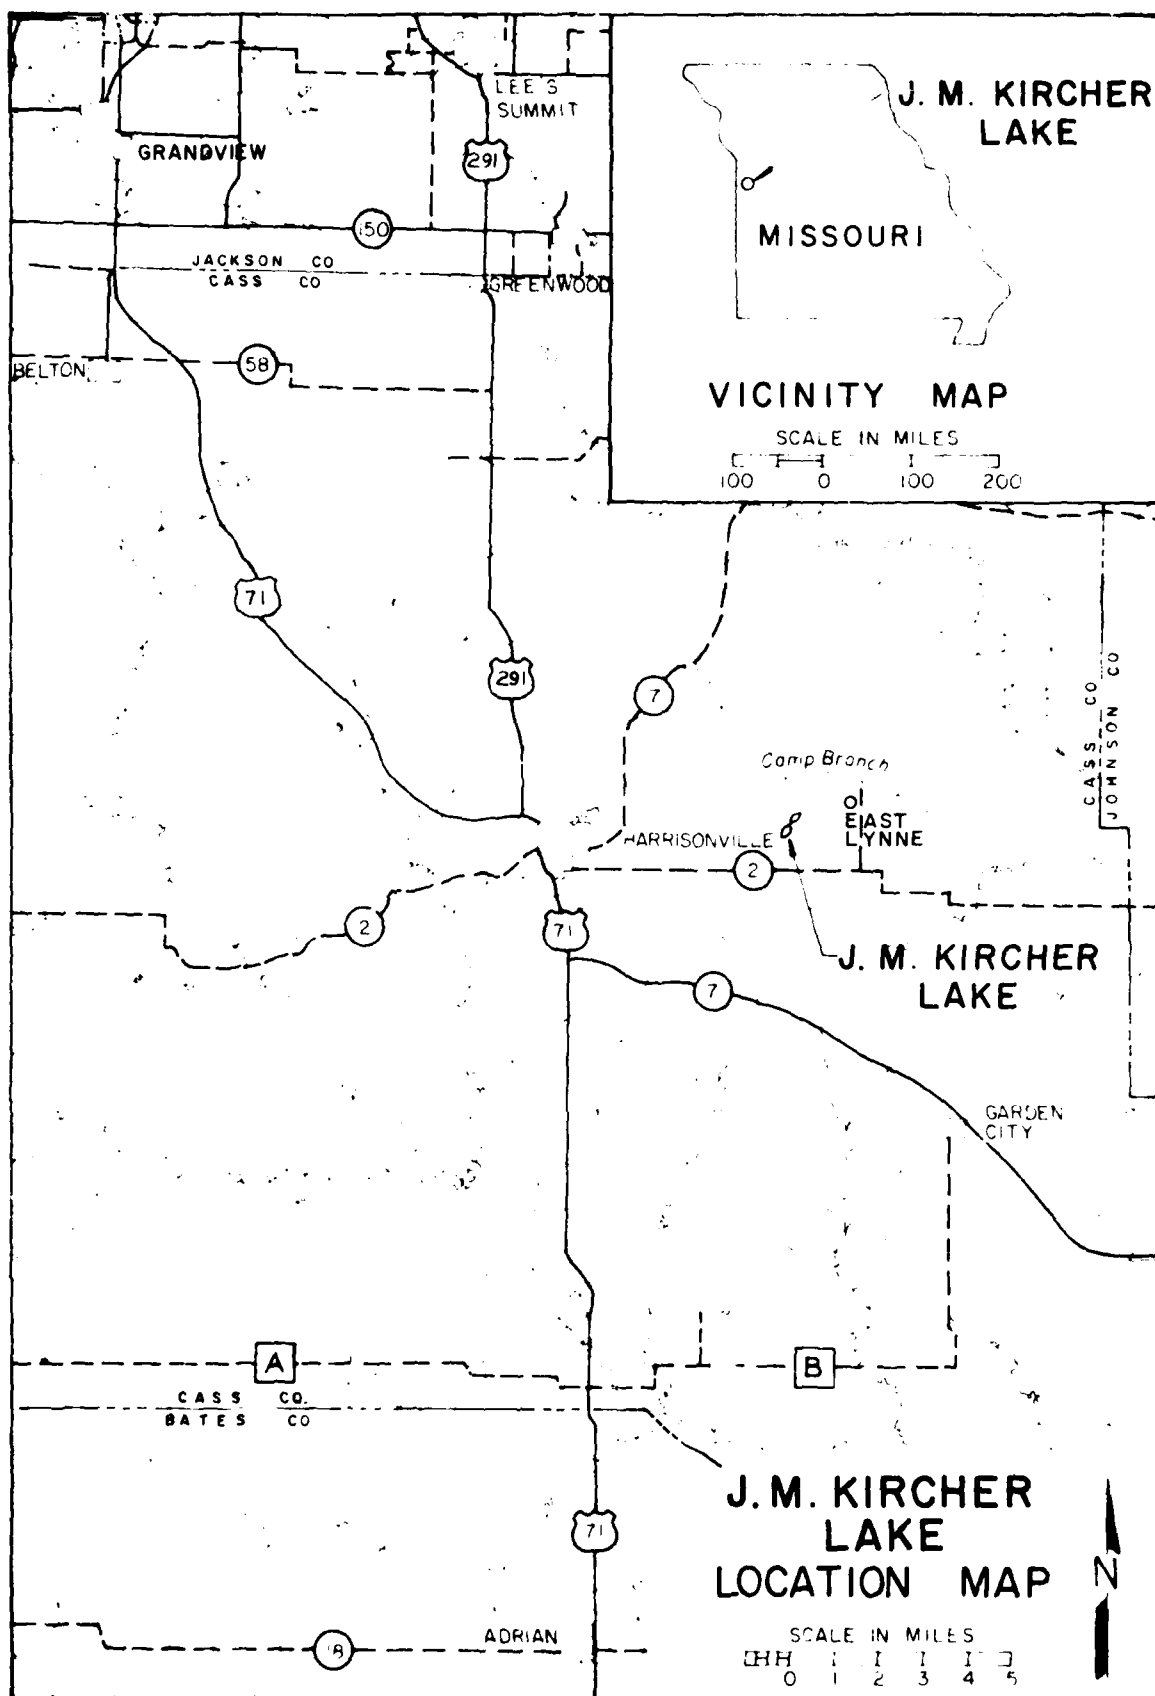 LEE'S
SUMMIT
GRANDVIEW
291
150
JACKSON CO
CASS CO
GREENWOOD
BELTON
58
J. M. KIRCHER
LAKE
MISSOURI
VICINITY MAP
SCALE IN MILES
100 0 100 200
71
291
7
CASS CO
JOHNSON CO
Camp Branch
EAST
LYNNE
HARRISONVILLE
2
2
71
J. M. KIRCHER
LAKE
7
GARDEN
CITY
A
B
CASS CO.
BATES CO
71
J. M. KIRCHER
LAKE
LOCATION MAP
N
ADRIAN
18
SCALE IN MILES
0 1 2 3 4 5